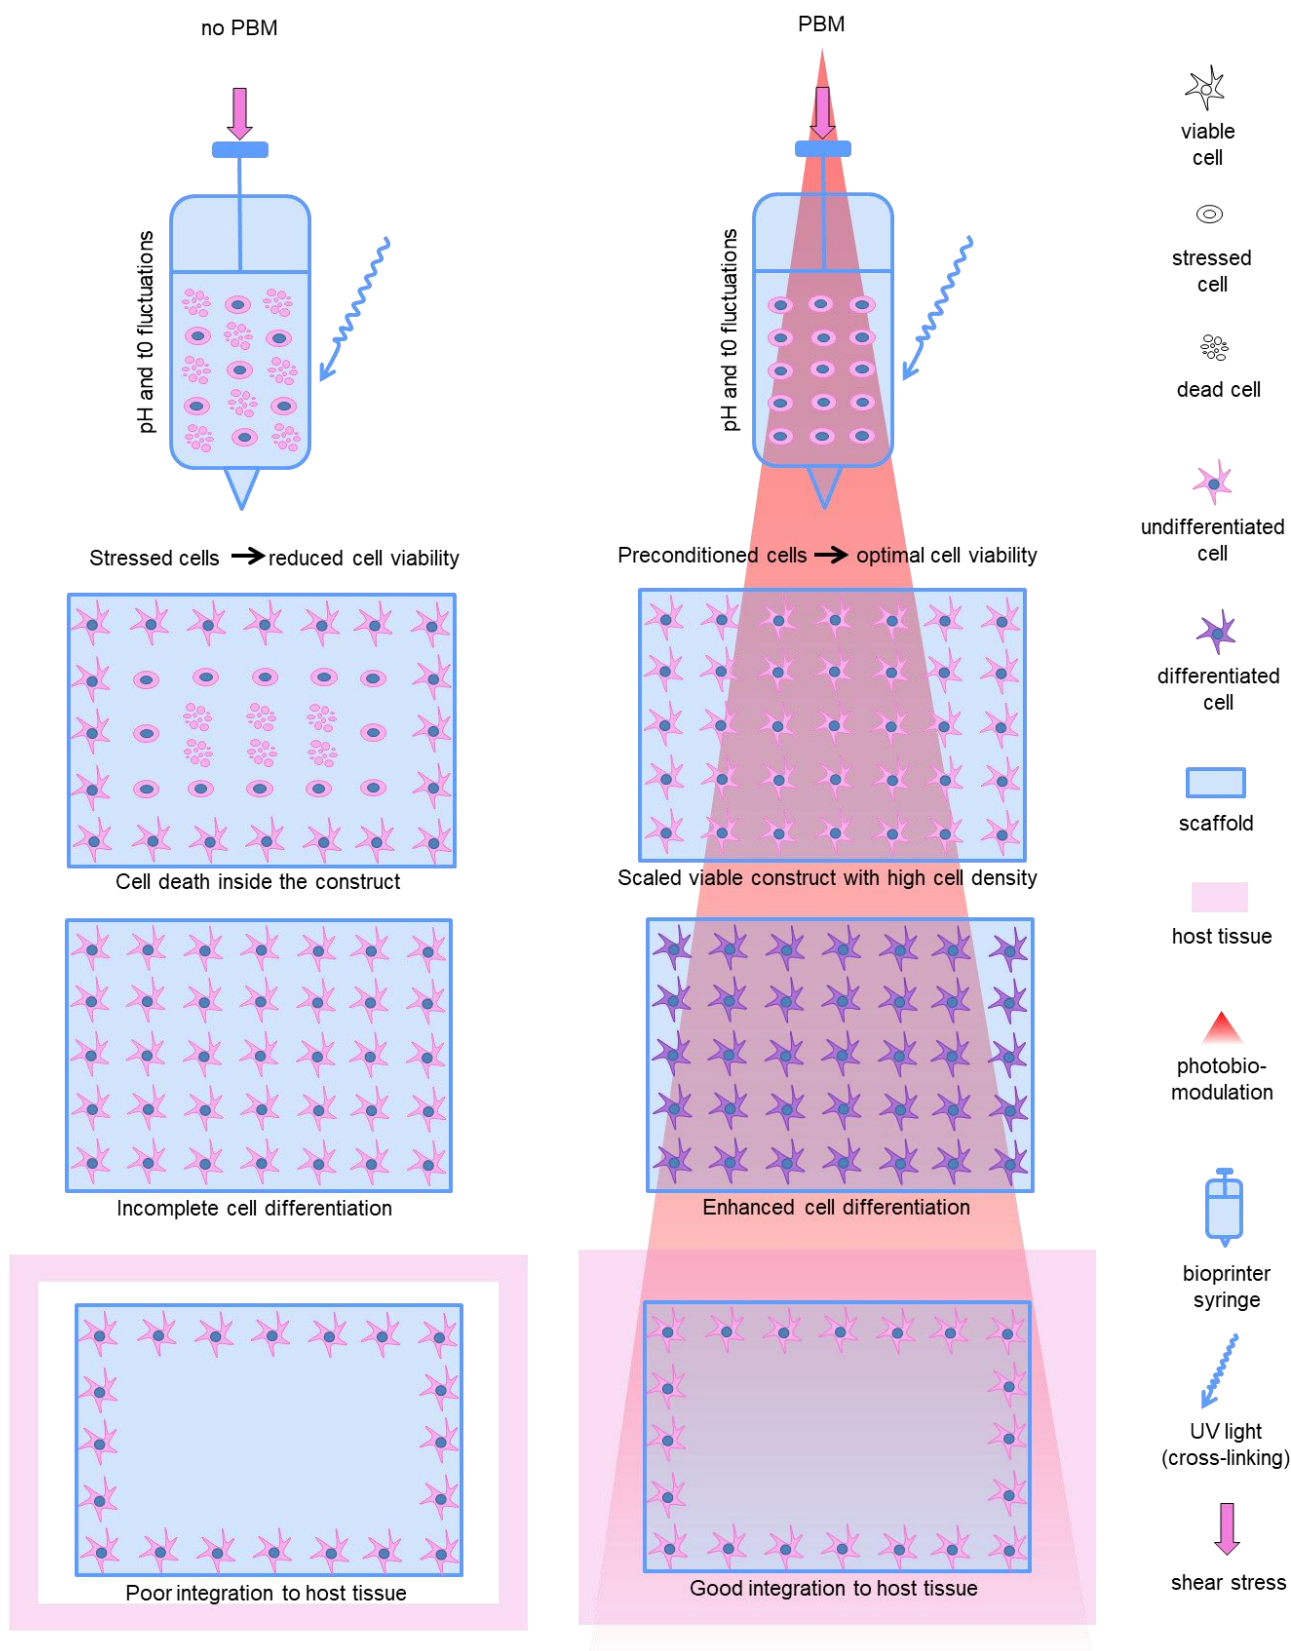 no PBM
PBM
pH and t0 fluctuations
pH and t0 fluctuations
Stressed cells → reduced cell viability
Preconditioned cells → optimal cell viability
Cell death inside the construct
Scaled viable construct with high cell density
Incomplete cell differentiation
Enhanced cell differentiation
Poor integration to host tissue
Good integration to host tissue
viable
cell
stressed
cell
dead cell
undifferentiated
cell
differentiated
cell
scaffold
host tissue
photobio-
modulation
bioprinter
syringe
UV light
(cross-linking)
shear stress